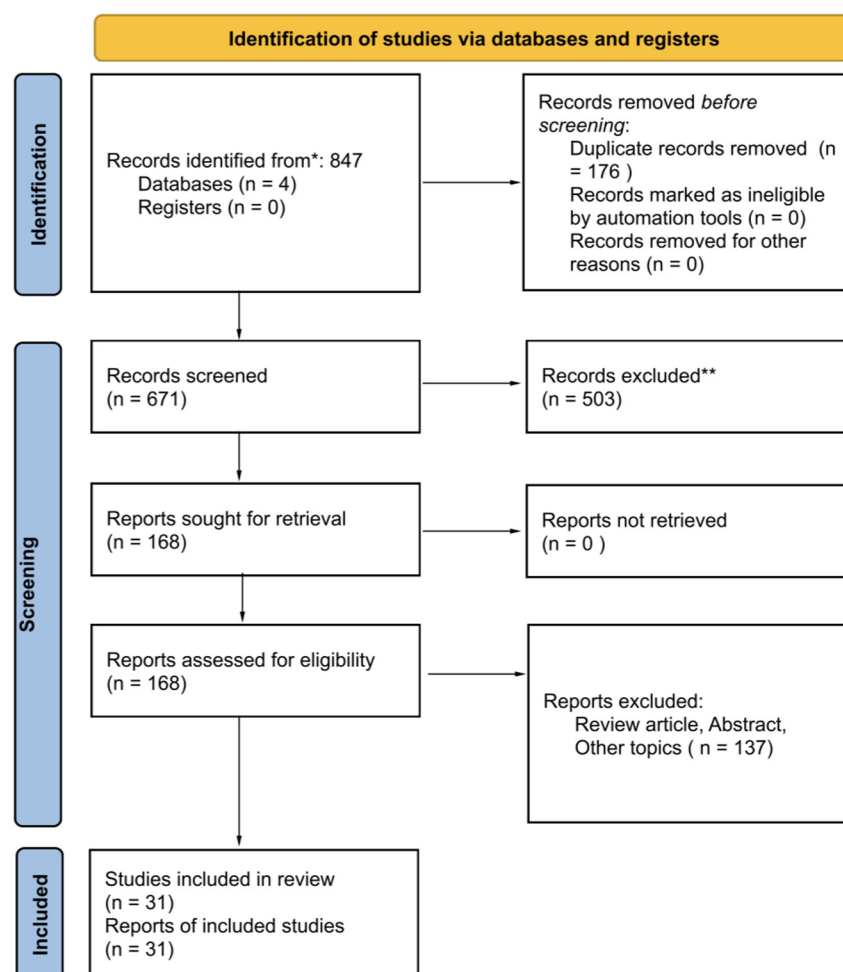 Identification of studies via databases and registers
Identification
Records identified from*: 847
Databases (n = 4)
Registers (n = 0)
Records removed before
screening:
Duplicate records removed (n
= 176 )
Records marked as ineligible
by automation tools (n = 0)
Records removed for other
reasons (n = 0)
Screening
Records screened
(n = 671)
Records excluded**
(n = 503)
Reports sought for retrieval
(n = 168)
Reports not retrieved
(n = 0 )
Reports assessed for eligibility
(n = 168)
Reports excluded:
Review article, Abstract,
Other topics ( n = 137)
Included
Studies included in review
(n = 31)
Reports of included studies
(n = 31)